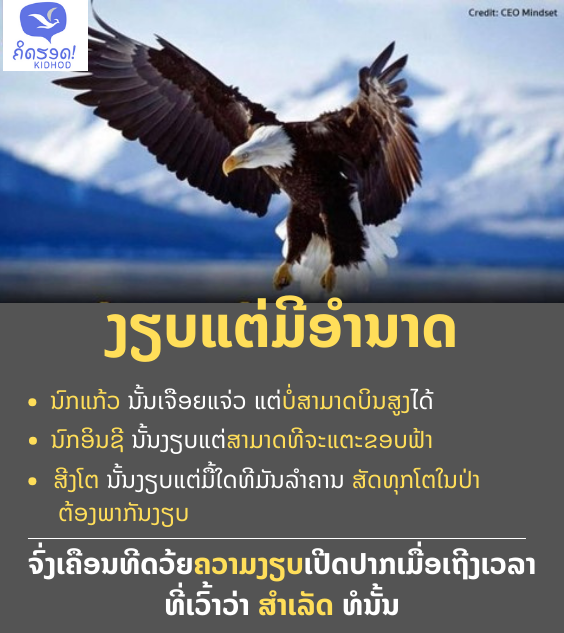 Credit: CEO Mindset
ຄິດຮອດ!
KIDHOD
ງຽບແຕ່ມີອຳນາດ
• ນົກແກ້ວ ນັ້ນເຈືອຍແຈ່ວ ແຕ່ບໍ່ສາມາດບິນສູງໄດ້
• ນົກອິນຊີ ນັ້ນງຽບແຕ່ສາມາດທີຈະແຕະຂອບຟ້າ
• ສີງໂຕ ນັ້ນງຽບແຕ່ມື້ໃດທີມັນລຳຄານ ສັດທຸກໂຕໃນປ່າ
ຕ້ອງພາກັນງຽບ
ຈົ່ງເຄືອນທີດວ້ຍຄວາມງຽບເປີດປາກເມື່ອເຖີງເວລາ
ທີ່ເວົ້າວ່າ ສຳເລັດ ທໍນັ້ນ